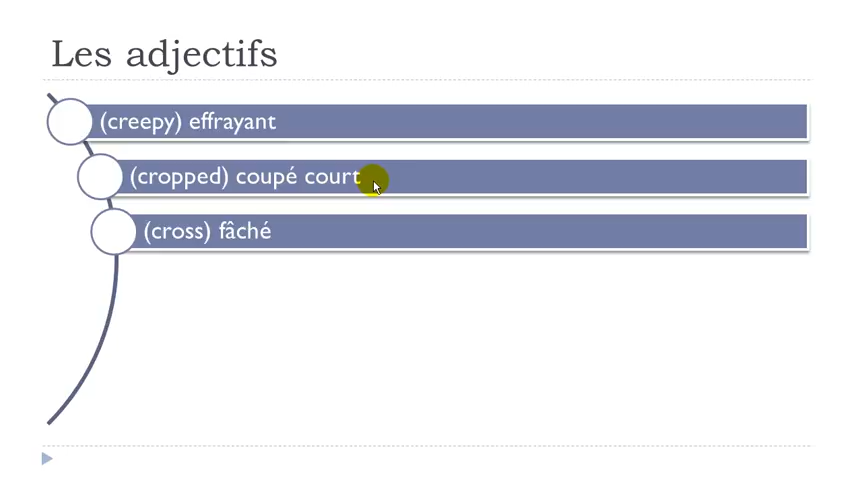 Les adjectifs
(creepy) effrayant
(cropped) coupé court
(cross) fâché